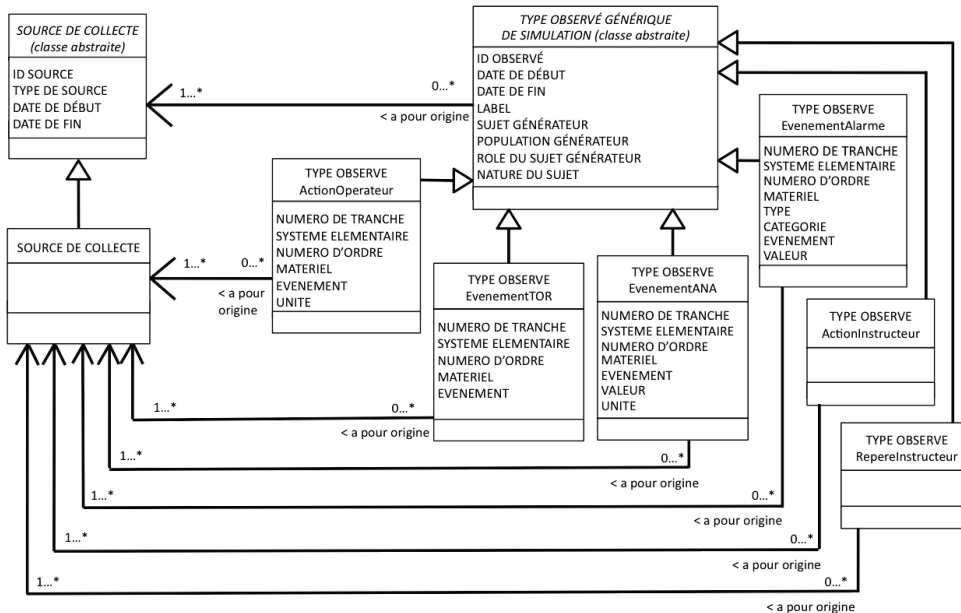 SOURCE DE COLLECTE
(classe abstraite)
ID SOURCE
TYPE DE SOURCE
DATE DE DÉBUT
DATE DE FIN
1...*
0...*
< a pour origine
TYPE OBSERVÉ GÉNÉRIQUE
DE SIMULATION (classe abstraite)
ID OBSERVÉ
DATE DE DÉBUT
DATE DE FIN
LABEL
SUJET GÉNÉRATEUR
POPULATION GÉNÉRATEUR
ROLE DU SUJET GÉNÉRATEUR
NATURE DU SUJET
TYPE OBSERVE
EvenementAlarme
NUMERO DE TRANCHE
SYSTEME ELEMENTAIRE
NUMERO D'ORDRE
MATERIEL
TYPE
CATEGORIE
EVENEMENT
VALEUR
TYPE OBSERVE
ActionOperateur
NUMERO DE TRANCHE
SYSTEME ELEMENTAIRE
NUMERO D'ORDRE
MATERIEL
EVENEMENT
UNITE
SOURCE DE COLLECTE
1...*
0...*
< a pour
origine
TYPE OBSERVE
EvenementTOR
NUMERO DE TRANCHE
SYSTEME ELEMENTAIRE
NUMERO D'ORDRE
MATERIEL
EVENEMENT
TYPE OBSERVE
EvenementANA
NUMERO DE TRANCHE
SYSTEME ELEMENTAIRE
NUMERO D'ORDRE
MATERIEL
EVENEMENT
VALEUR
UNITE
TYPE OBSERVE
ActionInstructeur
TYPE OBSERVE
RepereInstructeur
1...*
0...*
< a pour origine
1...*
0...*
< a pour origine
1...*
0...*
< a pour origine
1...*
0...*
< a pour origine
1...*
0...*
< a pour origine